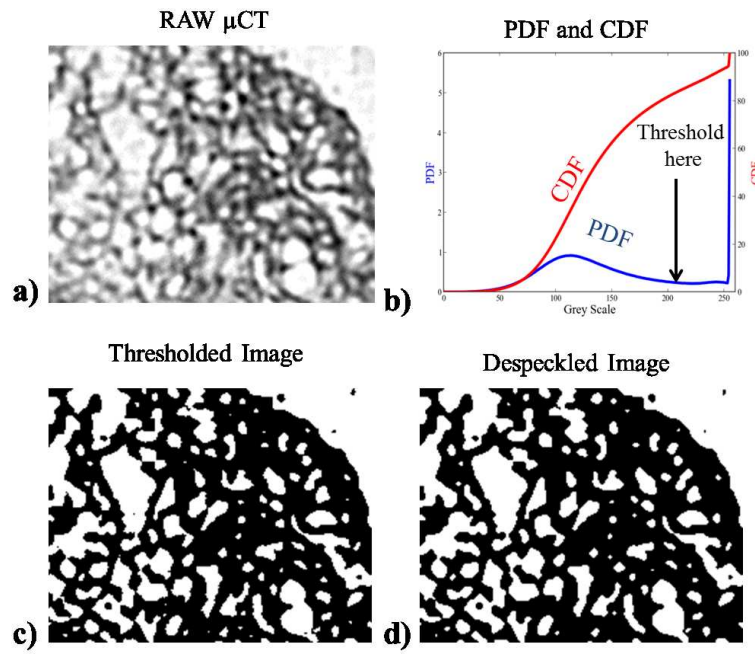 RAW μCT
PDF and CDF
a)
6
5
4
3
2
1
0
PDF
100
80
60
40
20
0
CDF
CDF
PDF
Threshold
here
0
50
100
150
200
250
Grey Scale
b)
Thresholded Image
Despeckled Image
c)
d)